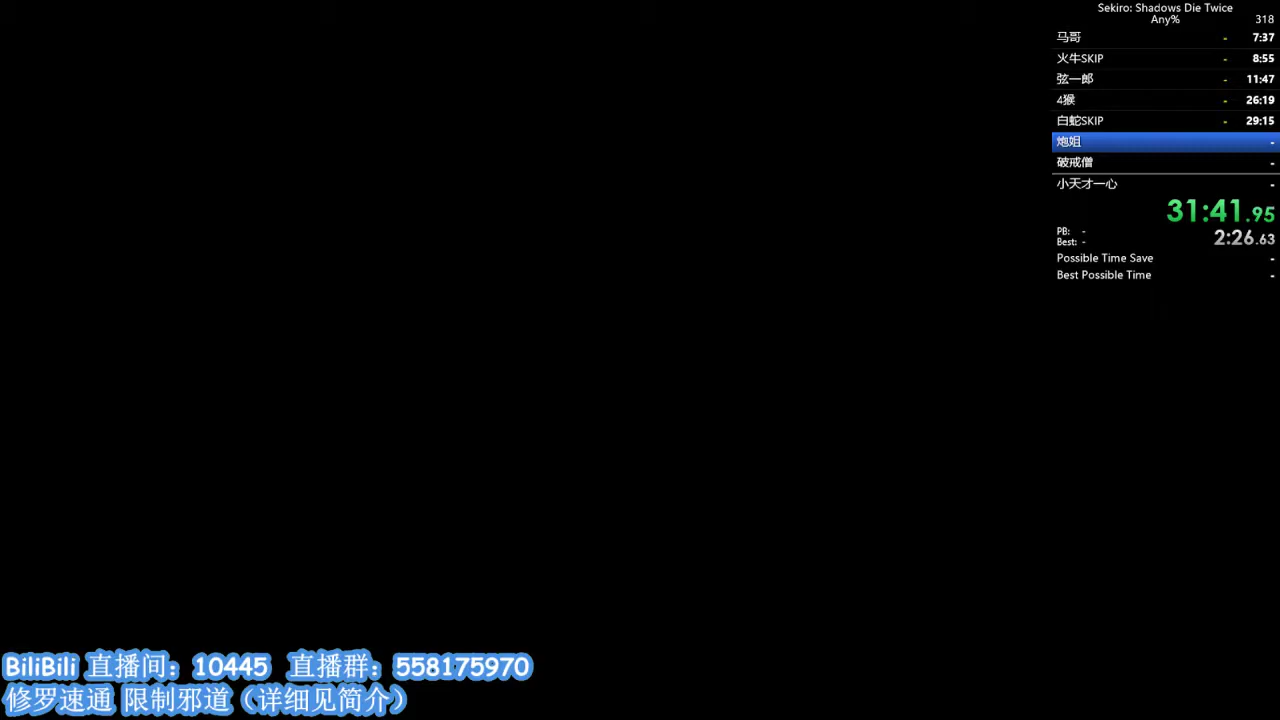 Sekiro: Shadows Die Twice
Any% 318
马哥 - 7:37
火牛SKIP - 8:55
弦一郎 - 11:47
4猴 - 26:19
白蛇SKIP - 29:15
炮姐 -
破戒僧 -
小天才一心 -
31:41.95
PB: -
Best: - 2:26.63
Possible Time Save -
Best Possible Time -
BiliBili 直播间：10445 直播群：558175970
修罗速通 限制邪道（详细见简介）